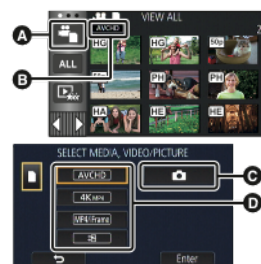 A
B
AVCHD
VIEW ALL
HG
HG
50p
ALL
PH
PH
HA
HE
HE
SELECT MEDIA, VIDEO/PICTURE
AVCHD
4K MP4
MP4/iFrame
C
D
Enter